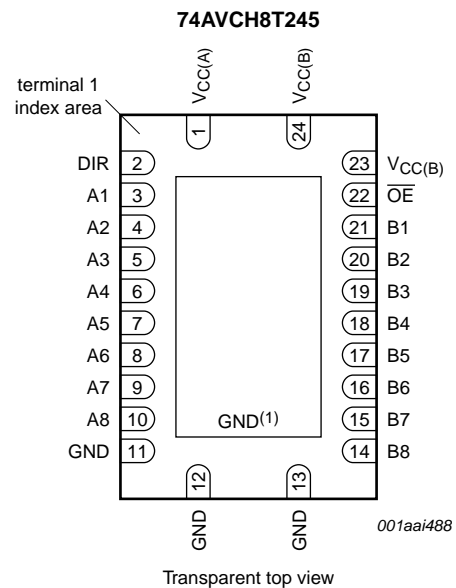 74AVCH8T245
terminal 1
index area
VCC(A)
VCC(B)
1
24
DIR 2
23 VCC(B)
A1 3
22 OE
A2 4
21 B1
A3 5
20 B2
A4 6
19 B3
A5 7
18 B4
A6 8
17 B5
A7 9
16 B6
A8 10
15 B7
GND(1)
GND 11
14 B8
12
13
GND
GND
001aai488
Transparent top view